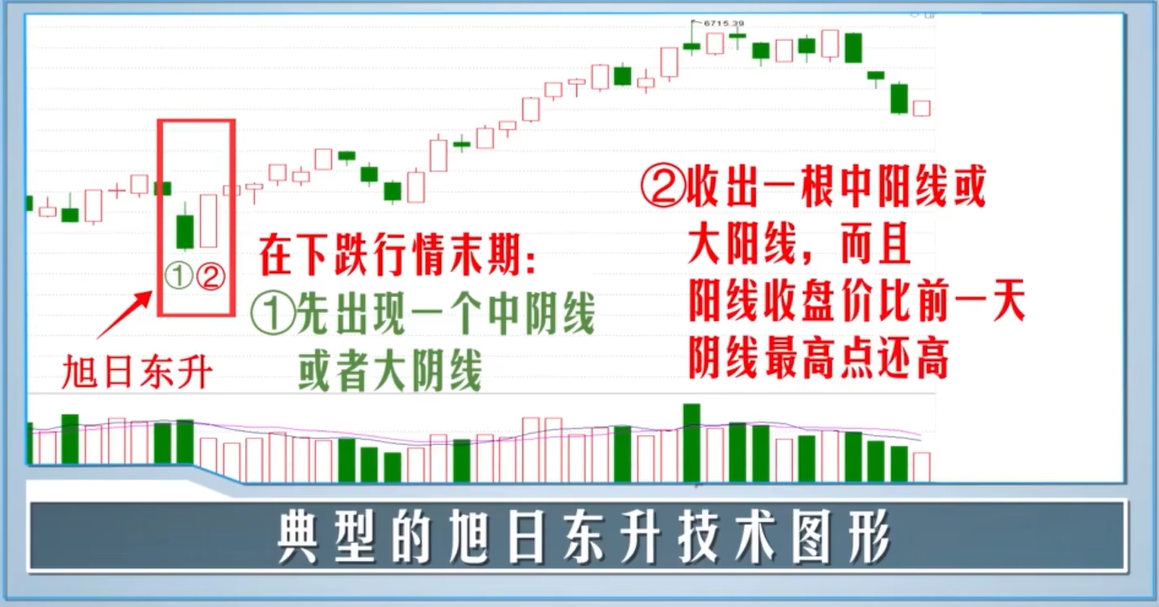 6715.39
②收出一根中阳线或
大阳线，而且
阳线收盘价比前一天
阴线最高点还高
在下跌行情末期：
①先出现一个中阴线
或者大阴线
① ②
旭日东升
典型的旭日东升技术图形